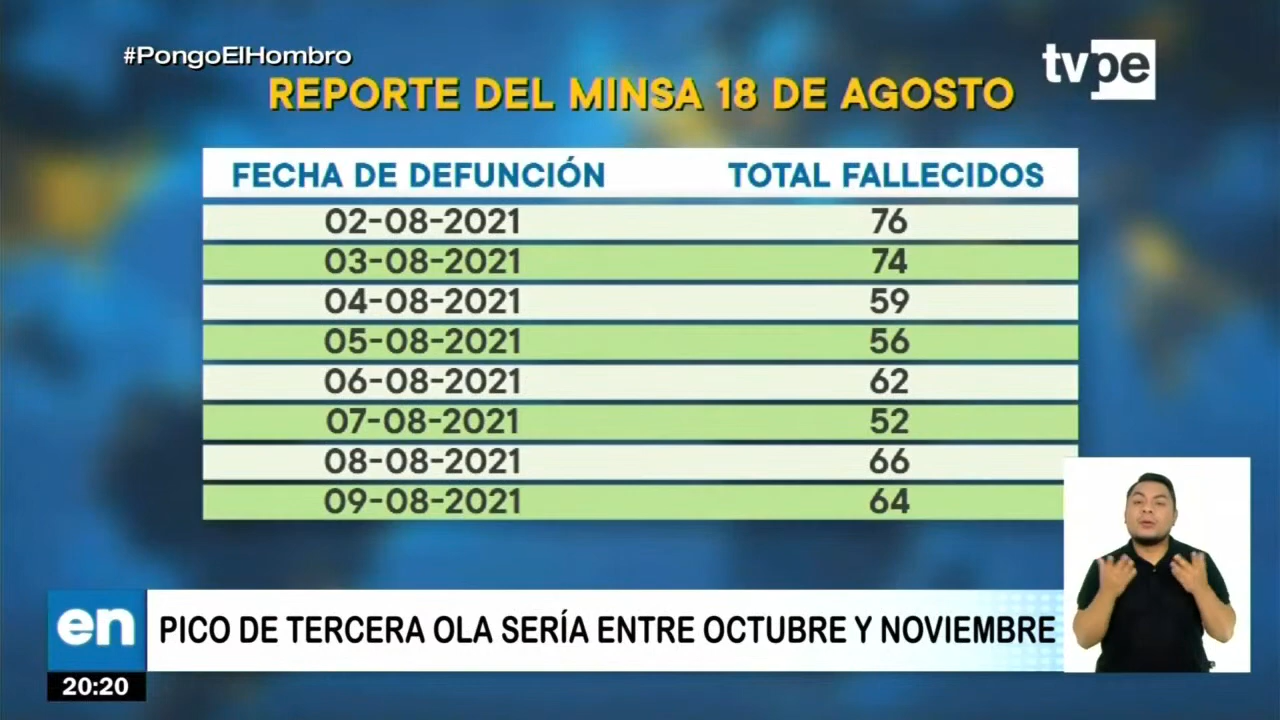 #PongoElHombro
tvpe
REPORTE DEL MINSA 18 DE AGOSTO
FECHA DE DEFUNCIÓN TOTAL FALLECIDOS
02-08-2021 76
03-08-2021 74
04-08-2021 59
05-08-2021 56
06-08-2021 62
07-08-2021 52
08-08-2021 66
09-08-2021 64
en PICO DE TERCERA OLA SERÍA ENTRE OCTUBRE Y NOVIEMBRE
20:20